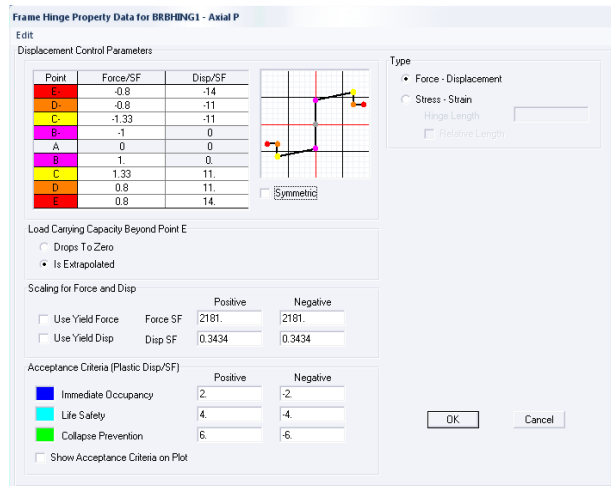 Frame Hinge Property Data for BRBHING1 - Axial P
Edit
Displacement Control Parameters
Point Force/SF Disp/SF
E- -0.8 -14
D- -0.8 -11
C- -1.33 -11
B- -1 0
A 0 0
B 1. 0.
C 1.33 11.
D 0.8 11.
E 0.8 14.
Symmetric
Type
Force - Displacement
Stress - Strain
Hinge Length
Relative Length
Load Carrying Capacity Beyond Point E
Drops To Zero
Is Extrapolated
Scaling for Force and Disp
Positive Negative
Use Yield Force Force SF 2181. 2181.
Use Yield Disp Disp SF 0.3434 0.3434
Acceptance Criteria (Plastic Disp/SF)
Positive Negative
Immediate Occupancy 2. -2.
Life Safety 4. -4.
Collapse Prevention 6. -6.
Show Acceptance Criteria on Plot
OK Cancel